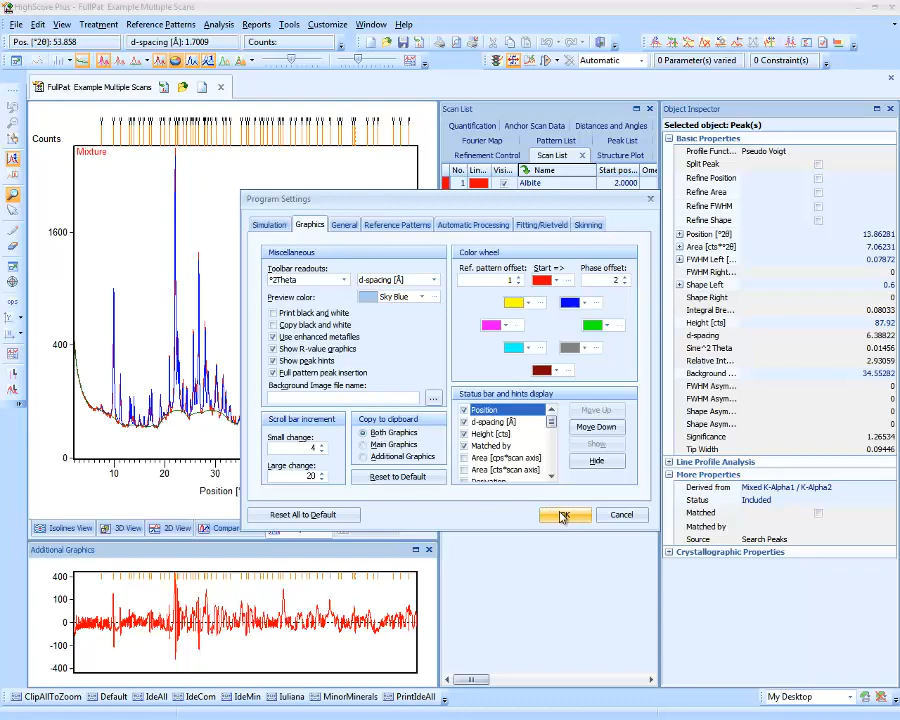 HighScore Plus - FullPat Example Multiple Scans
File Edit View Treatment Reference Patterns Analysis Reports Tools Customize Window Help
Pos. [°2θ]: 53.858 d-spacing [Å]: 1.7009 Counts:
Automatic 0 Parameter(s) varied 0 Constraint(s)
FullPat Example Multiple Scans
Counts
Mixture
1600
400
0
10 20 30
Position [°
Isolines View 3D View 2D View Compar
Additional Graphics
400
100
0
-100
-400
Scan List
Quantification Anchor Scan Data Distances and Angles
Fourier Map Pattern List Peak List
Refinement Control Scan List Structure Plot
No. Lin... Visi... Name Start pos... Ome
1 Albite 2.0000
Program Settings
Simulation Graphics General Reference Patterns Automatic Processing Fitting/Rietveld Skinning
Miscellaneous
Toolbar readouts:
°2Theta d-spacing [Å]
Preview color: Sky Blue
Print black and white
Copy black and white
Use enhanced metafiles
Show R-value graphics
Show peak hints
Full pattern peak insertion
Background Image file name:
Scroll bar increment
Small change:
4
Large change:
20
Copy to clipboard
Both Graphics
Main Graphics
Additional Graphics
Reset to Default
Color wheel
Ref. pattern offset: Start => Phase offset:
1 2
Status bar and hints display
Position
d-spacing [Å]
Height [cts]
Matched by
Area [cps*scan axis]
Area [cts*scan axis]
Move Up
Move Down
Show
Hide
Reset All to Default OK Cancel
Object Inspector
Selected object: Peak(s)
Basic Properties
Profile Funct... Pseudo Voigt
Split Peak
Refine Position
Refine Area
Refine FWHM
Refine Shape
Position [°2θ] 13.86281
Area [cts*°2θ] 7.06231
FWHM Left [... 0.07872
FWHM Right...
Shape Left 0.6
Shape Right
Integral Bre... 0.08033
Height [cts] 87.92
d-spacing... 6.38822
Sine^2 Theta 0.01456
Relative Int... 2.93059
Background ... 34.55282
FWHM Asym...
Shape Asym...
FWHM Asym...
Shape Asym...
Significance 1.26534
Tip Width 0.09446
Line Profile Analysis
More Properties
Derived from Mixed K-Alpha1 / K-Alpha2
Status Included
Matched
Matched by
Source Search Peaks
Crystallographic Properties
ClipAllToZoom Default IdeAll IdeCom IdeMin Iuliana MinorMinerals PrintIdeAll My Desktop